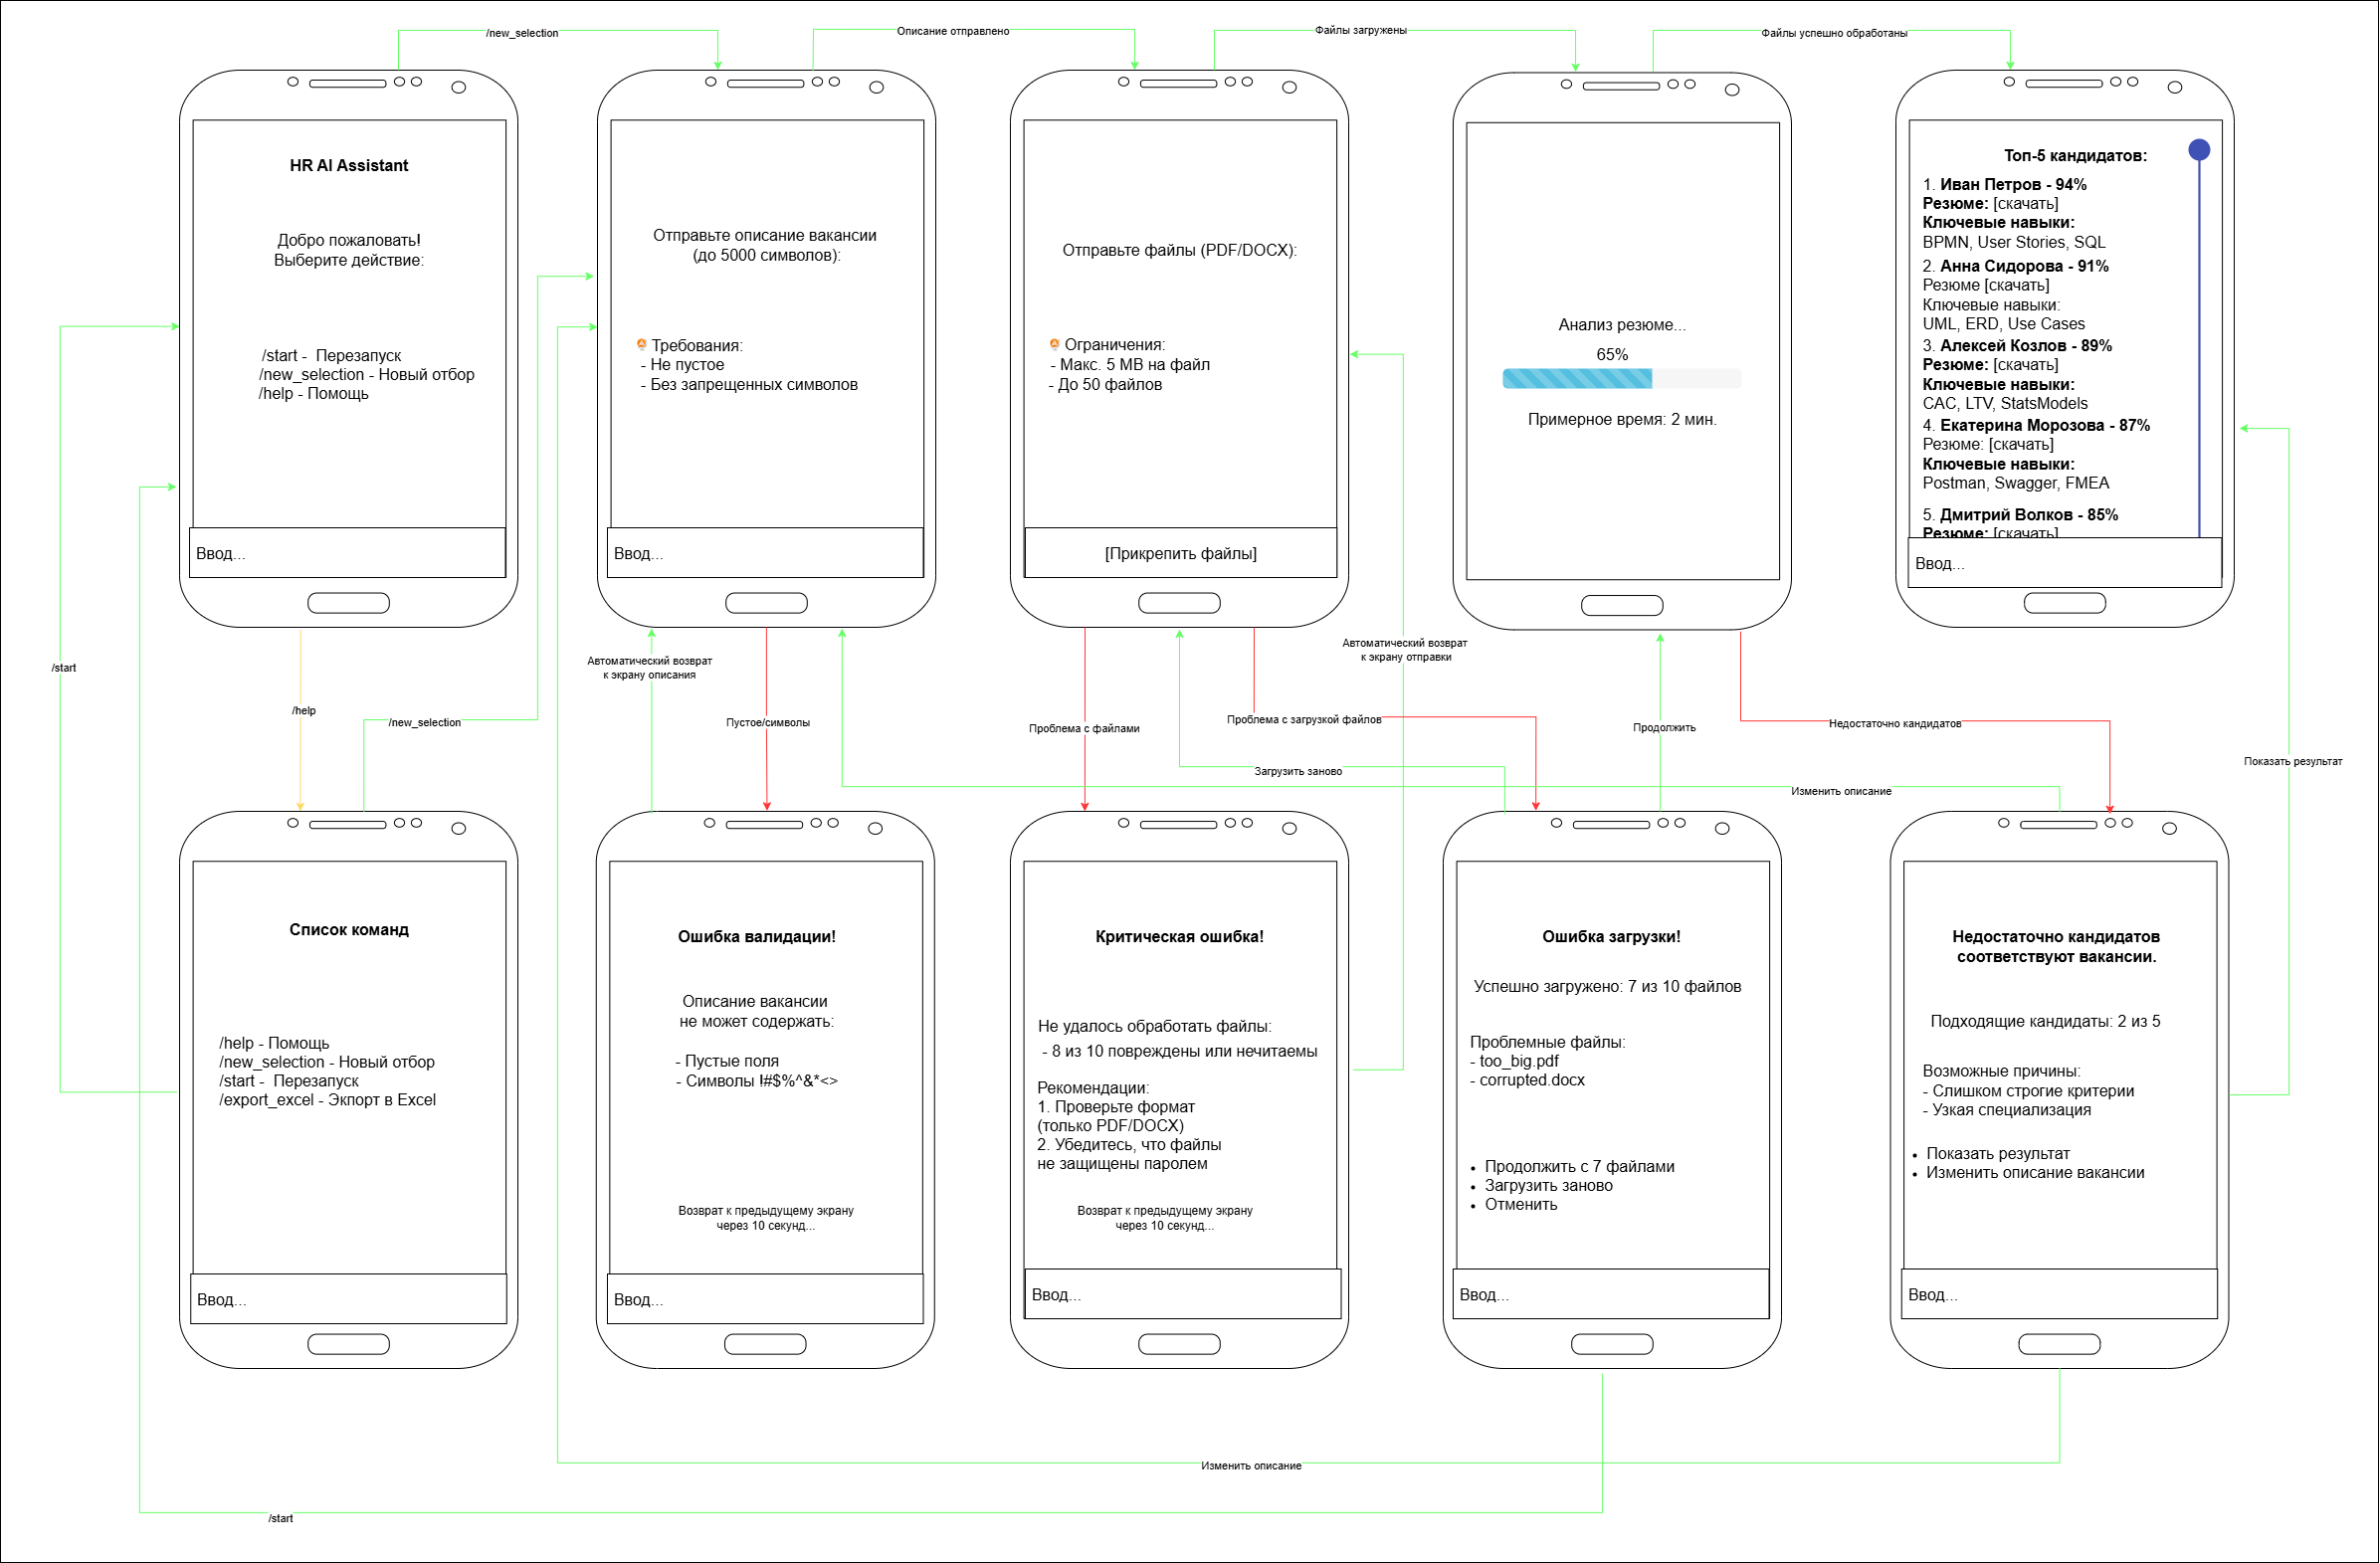 /new_selection
Описание отправлено
Файлы загружены
Файлы успешно обработаны
HR AI Assistant
Добро пожаловать!
Выберите действие:
/start -  Перезапуск
/new_selection - Новый отбор
/help - Помощь
Ввод...
Отправьте описание вакансии
(до 5000 символов):
Требования:
- Не пустое
- Без запрещенных символов
Ввод...
Отправьте файлы (PDF/DOCX):
Ограничения:
- Макс. 5 MB на файл
- До 50 файлов
[Прикрепить файлы]
Анализ резюме...
65%
Примерное время: 2 мин.
Топ-5 кандидатов:
1. Иван Петров - 94%
Резюме: [скачать]
Ключевые навыки:
BPMN, User Stories, SQL
2. Анна Сидорова - 91%
Резюме [скачать]
Ключевые навыки:
UML, ERD, Use Cases
3. Алексей Козлов - 89%
Резюме: [скачать]
Ключевые навыки:
CAC, LTV, StatsModels
4. Екатерина Морозова - 87%
Резюме: [скачать]
Ключевые навыки:
Postman, Swagger, FMEA
5. Дмитрий Волков - 85%
Резюме: [скачать]
Ввод...
/start
/help
/new_selection
Автоматический возврат
к экрану описания
Пустое/символы
Проблема с файлами
Проблема с загрузкой файлов
Загрузить заново
Автоматический возврат
к экрану отправки
Продолжить
Недостаточно кандидатов
Изменить описание
Показать результат
Список команд
/help - Помощь
/new_selection - Новый отбор
/start -  Перезапуск
/export_excel - Экпорт в Excel
Ввод...
Ошибка валидации!
Описание вакансии
не может содержать:
- Пустые поля
- Символы !#$%^&*<>
Возврат к предыдущему экрану
через 10 секунд...
Ввод...
Критическая ошибка!
Не удалось обработать файлы:
- 8 из 10 повреждены или нечитаемы
Рекомендации:
1. Проверьте формат
(только PDF/DOCX)
2. Убедитесь, что файлы
не защищены паролем
Возврат к предыдущему экрану
через 10 секунд...
Ввод...
Ошибка загрузки!
Успешно загружено: 7 из 10 файлов
Проблемные файлы:
- too_big.pdf
- corrupted.docx
• Продолжить с 7 файлами
• Загрузить заново
• Отменить
Ввод...
Недостаточно кандидатов
соответствуют вакансии.
Подходящие кандидаты: 2 из 5
Возможные причины:
- Слишком строгие критерии
- Узкая специализация
• Показать результат
• Изменить описание вакансии
Ввод...
Изменить описание
/start